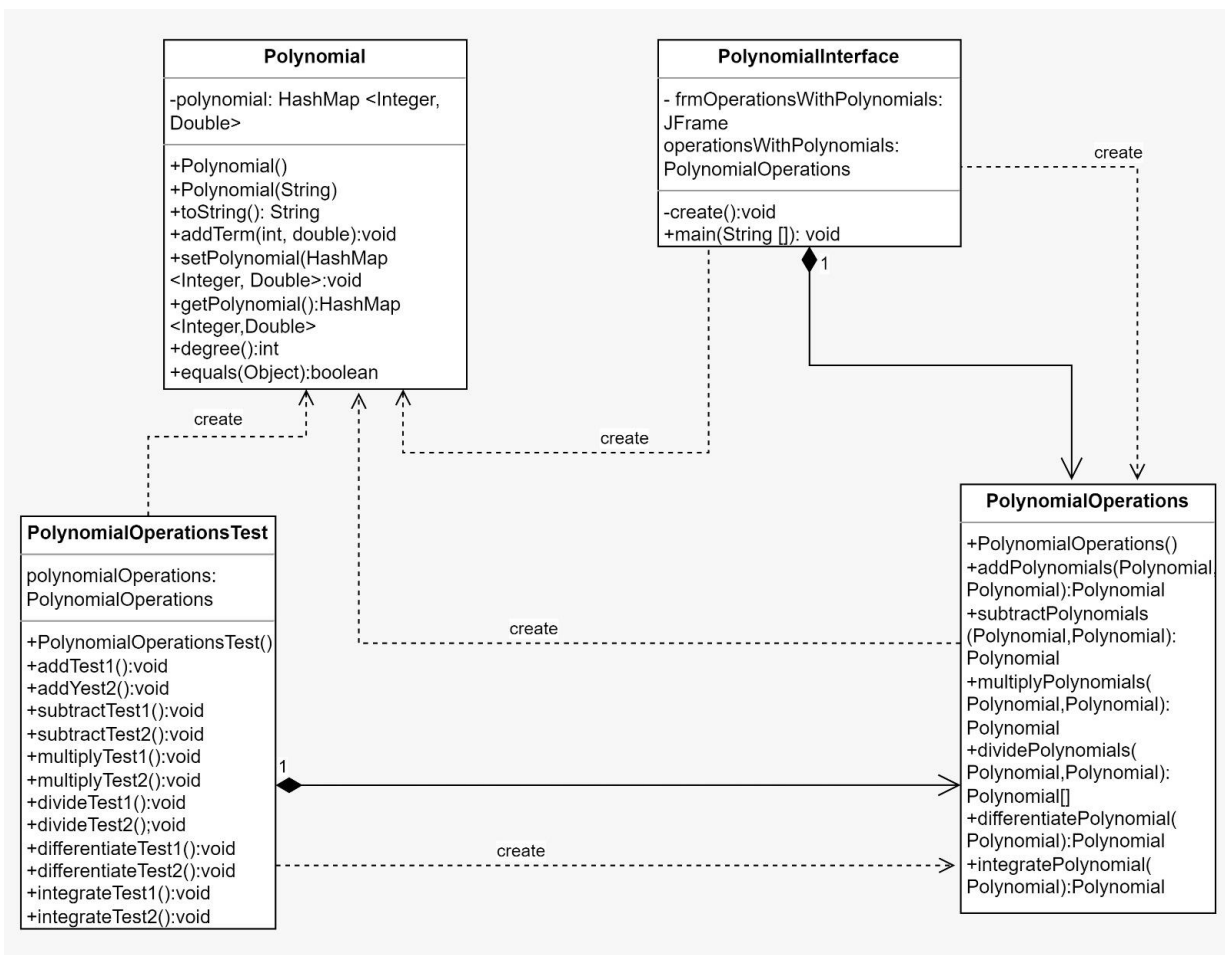 Polynomial
-polynomial: HashMap <Integer,
Double>
+Polynomial()
+Polynomial(String)
+toString(): String
+addTerm(int, double):void
+setPolynomial(HashMap
<Integer, Double>:void
+getPolynomial():HashMap
<Integer,Double>
+degree():int
+equals(Object):boolean
PolynomialInterface
- frmOperationsWithPolynomials:
JFrame
operationsWithPolynomials:
PolynomialOperations
-create():void
+main(String []): void
create
1
create
create
PolynomialOperationsTest
polynomialOperations:
PolynomialOperations
+PolynomialOperationsTest()
+addTest1():void
+addYest2():void
+subtractTest1():void
+subtractTest2():void
+multiplyTest1():void
+multiplyTest2():void
+divideTest1():void
+divideTest2();void
+differentiateTest1():void
+differentiateTest2():void
+integrateTest1():void
+integrateTest2():void
create
1
create
PolynomialOperations
+PolynomialOperations()
+addPolynomials(Polynomial,
Polynomial):Polynomial
+subtractPolynomials
(Polynomial,Polynomial):
Polynomial
+multiplyPolynomials(
Polynomial,Polynomial):
Polynomial
+dividePolynomials(
Polynomial,Polynomial):
Polynomial[]
+differentiatePolynomial(
Polynomial):Polynomial
+integratePolynomial(
Polynomial):Polynomial